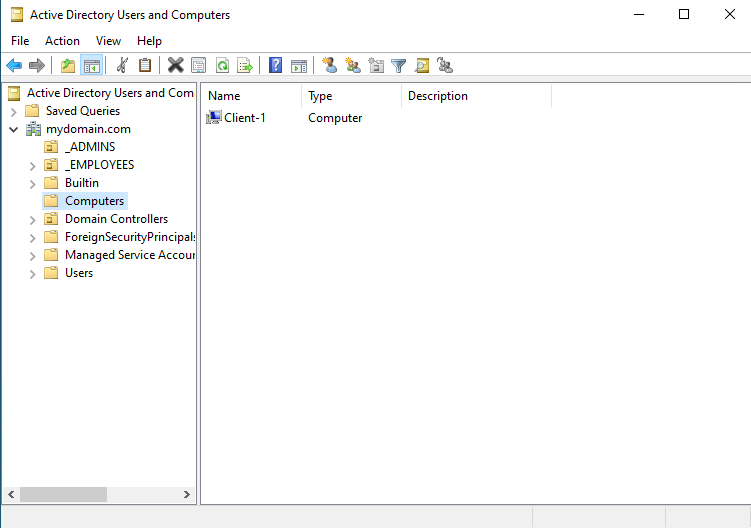 Active Directory Users and Computers
File Action View Help
Active Directory Users and Com
Saved Queries
mydomain.com
_ADMINS
_EMPLOYEES
Builtin
Computers
Domain Controllers
ForeignSecurityPrincipals
Managed Service Accour
Users
Name Type Description
Client-1 Computer